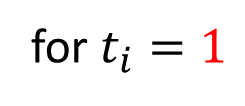 for tᵢ = 1